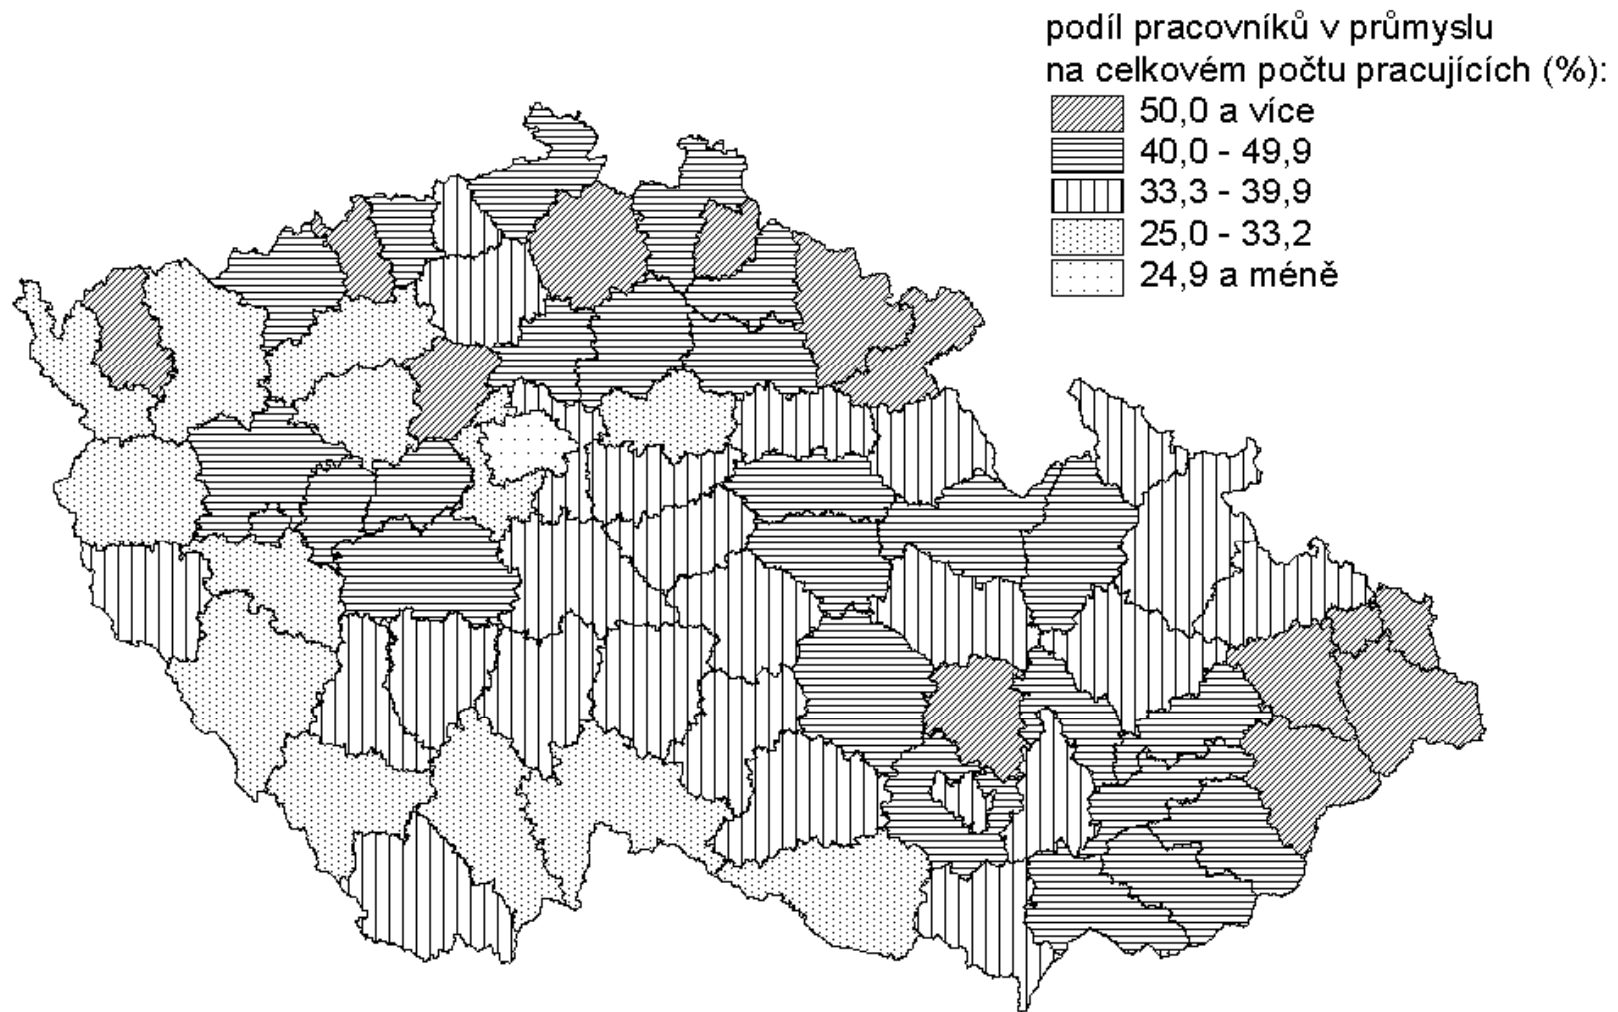 podíl pracovníků v průmyslu
na celkovém počtu pracujících (%):
50,0 a více
40,0 - 49,9
33,3 - 39,9
25,0 - 33,2
24,9 a méně